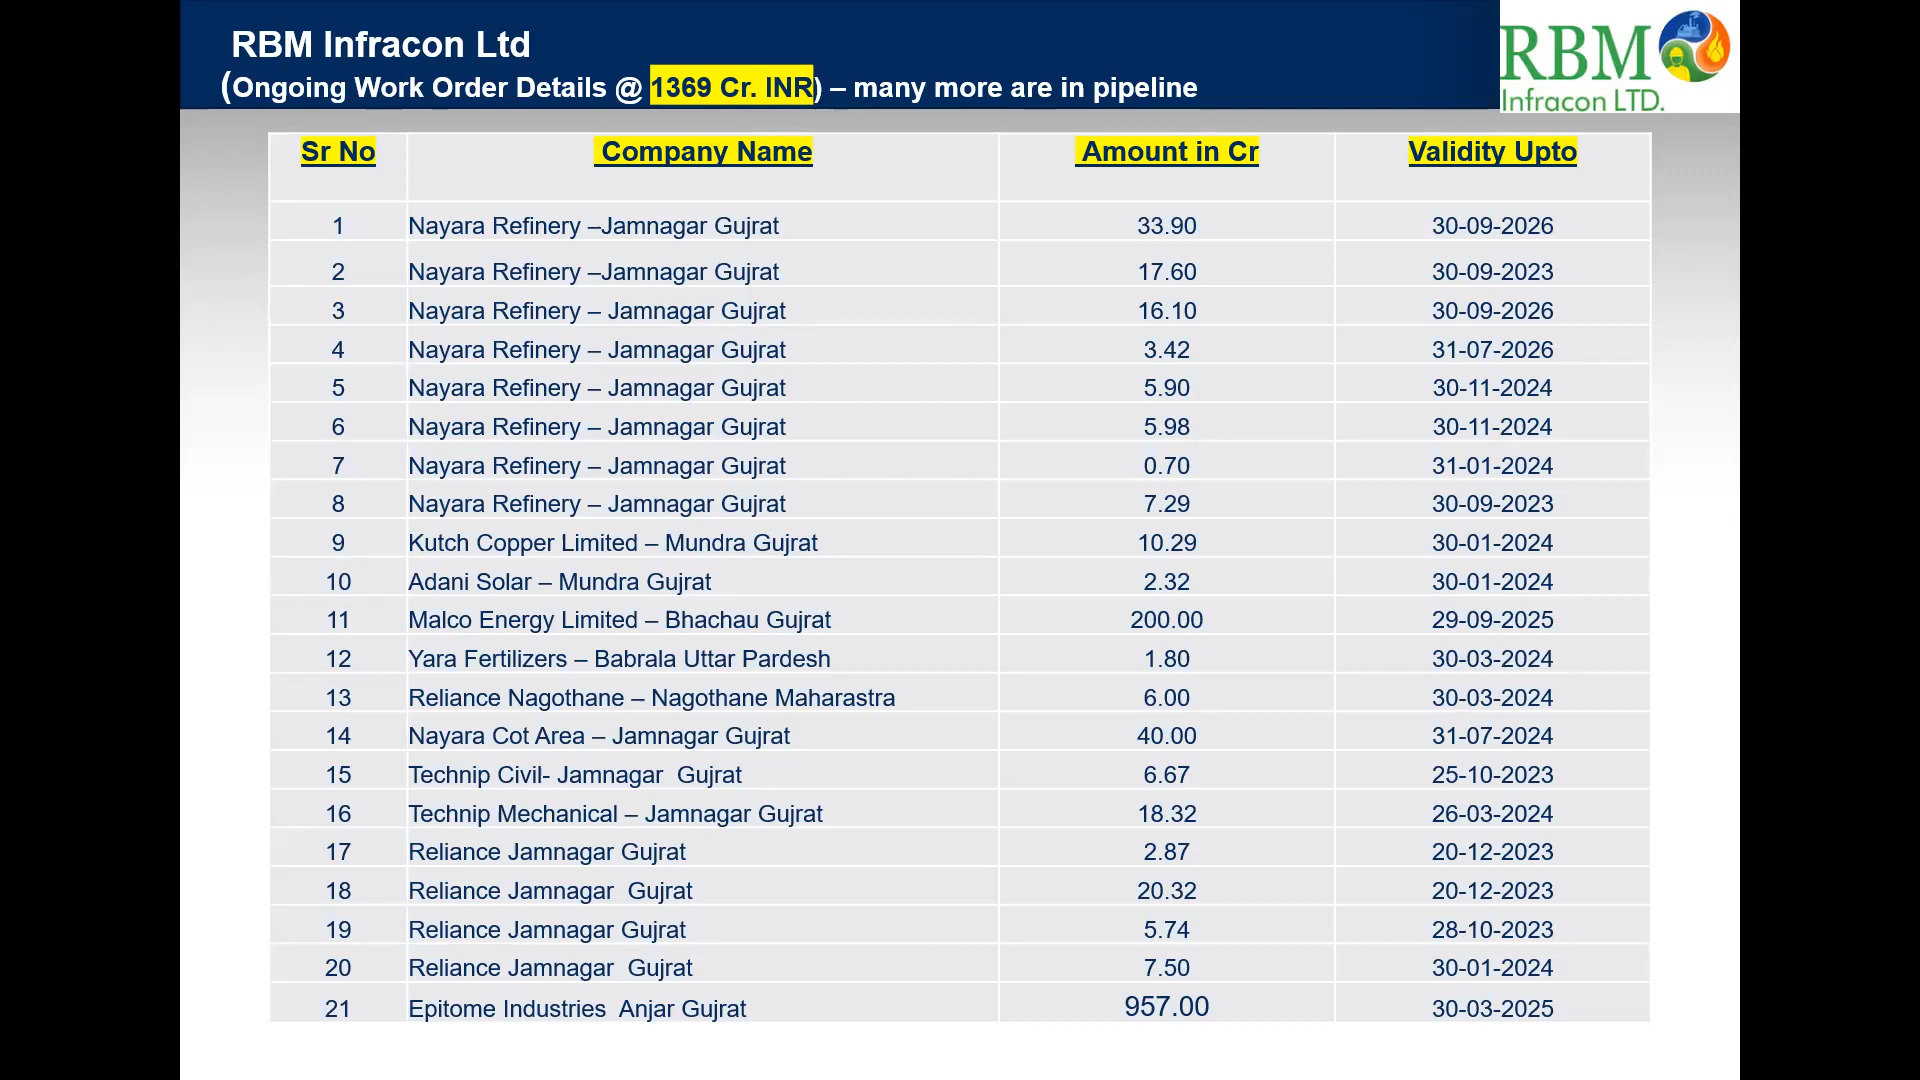 RBM Infracon Ltd
(Ongoing Work Order Details @ 1369 Cr. INR) – many more are in pipeline
RBM
Infracon LTD.
Sr No Company Name Amount in Cr Validity Upto
1 Nayara Refinery –Jamnagar Gujrat 33.90 30-09-2026
2 Nayara Refinery –Jamnagar Gujrat 17.60 30-09-2023
3 Nayara Refinery – Jamnagar Gujrat 16.10 30-09-2026
4 Nayara Refinery – Jamnagar Gujrat 3.42 31-07-2026
5 Nayara Refinery – Jamnagar Gujrat 5.90 30-11-2024
6 Nayara Refinery – Jamnagar Gujrat 5.98 30-11-2024
7 Nayara Refinery – Jamnagar Gujrat 0.70 31-01-2024
8 Nayara Refinery – Jamnagar Gujrat 7.29 30-09-2023
9 Kutch Copper Limited – Mundra Gujrat 10.29 30-01-2024
10 Adani Solar – Mundra Gujrat 2.32 30-01-2024
11 Malco Energy Limited – Bhachau Gujrat 200.00 29-09-2025
12 Yara Fertilizers – Babrala Uttar Pardesh 1.80 30-03-2024
13 Reliance Nagothane – Nagothane Maharastra 6.00 30-03-2024
14 Nayara Cot Area – Jamnagar Gujrat 40.00 31-07-2024
15 Technip Civil- Jamnagar Gujrat 6.67 25-10-2023
16 Technip Mechanical – Jamnagar Gujrat 18.32 26-03-2024
17 Reliance Jamnagar Gujrat 2.87 20-12-2023
18 Reliance Jamnagar Gujrat 20.32 20-12-2023
19 Reliance Jamnagar Gujrat 5.74 28-10-2023
20 Reliance Jamnagar Gujrat 7.50 30-01-2024
21 Epitome Industries Anjar Gujrat 957.00 30-03-2025